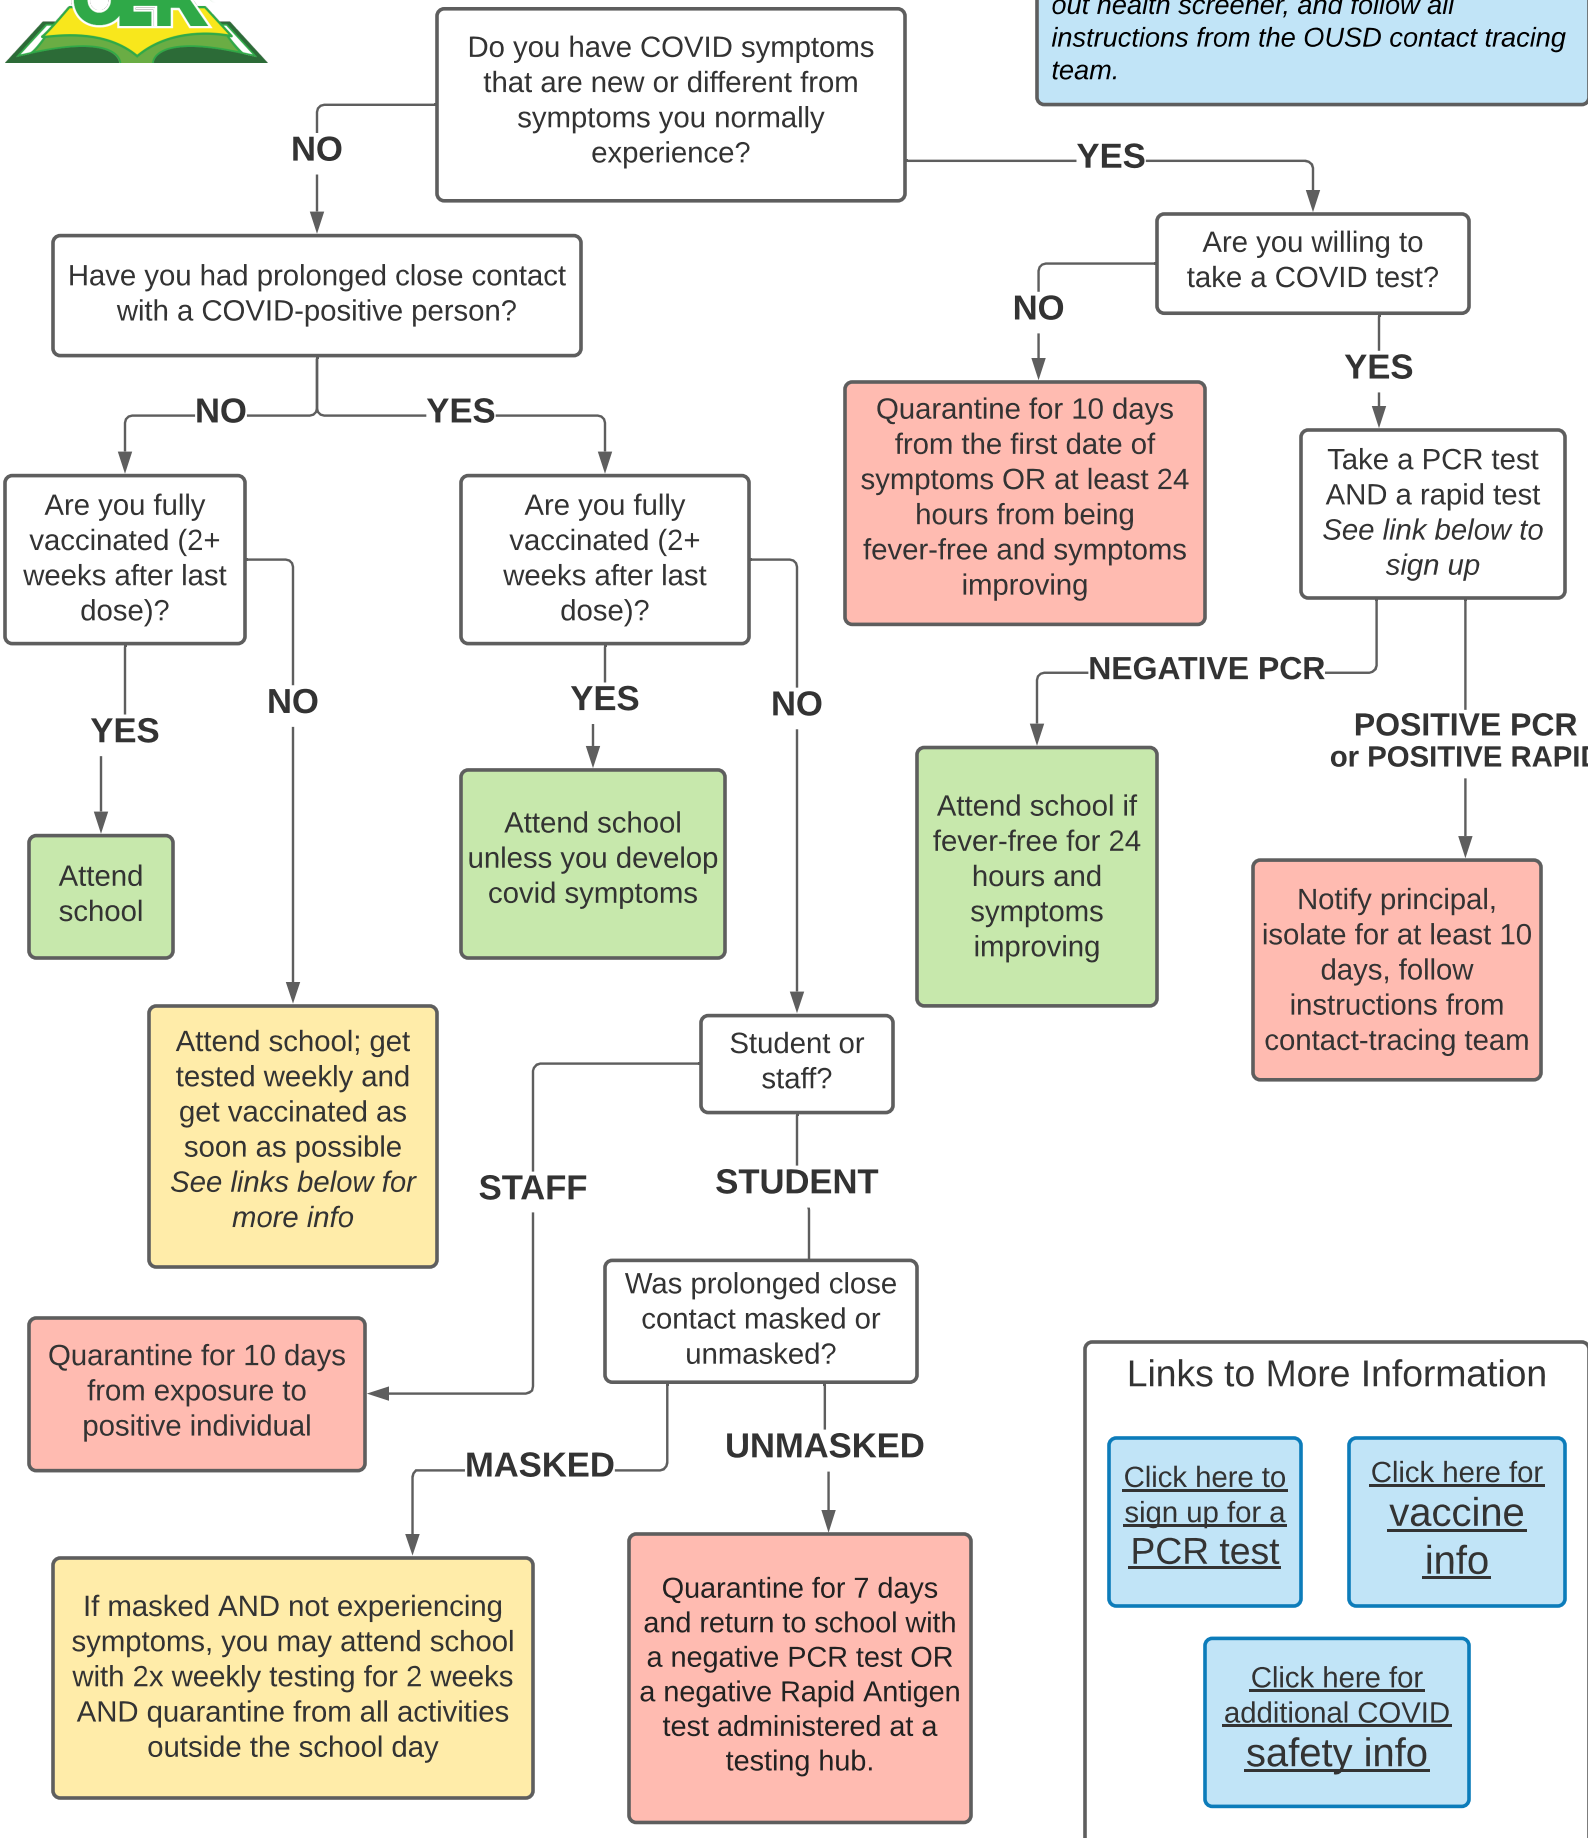 out health screener, and follow all
instructions from the OUSD contact tracing
team.
Do you have COVID symptoms
that are new or different from
symptoms you normally
experience?
NO
YES
Have you had prolonged close contact
with a COVID-positive person?
Are you willing to
take a COVID test?
NO
YES
NO
YES
Quarantine for 10 days
from the first date of
symptoms OR at least 24
hours from being
fever-free and symptoms
improving
Take a PCR test
AND a rapid test
See link below to
sign up
Are you fully
vaccinated (2+
weeks after last
dose)?
Are you fully
vaccinated (2+
weeks after last
dose)?
YES
NO
YES
NO
NEGATIVE PCR
POSITIVE PCR
or POSITIVE RAPID
Attend
school
Attend school
unless you develop
covid symptoms
Attend school if
fever-free for 24
hours and
symptoms
improving
Notify principal,
isolate for at least 10
days, follow
instructions from
contact-tracing team
Attend school; get
tested weekly and
get vaccinated as
soon as possible
See links below for
more info
Student or
staff?
STAFF
STUDENT
Was prolonged close
contact masked or
unmasked?
Quarantine for 10 days
from exposure to
positive individual
MASKED
UNMASKED
If masked AND not experiencing
symptoms, you may attend school
with 2x weekly testing for 2 weeks
AND quarantine from all activities
outside the school day
Quarantine for 7 days
and return to school with
a negative PCR test OR
a negative Rapid Antigen
test administered at a
testing hub.
Links to More Information
Click here to
sign up for a
PCR test
Click here for
vaccine
info
Click here for
additional COVID
safety info